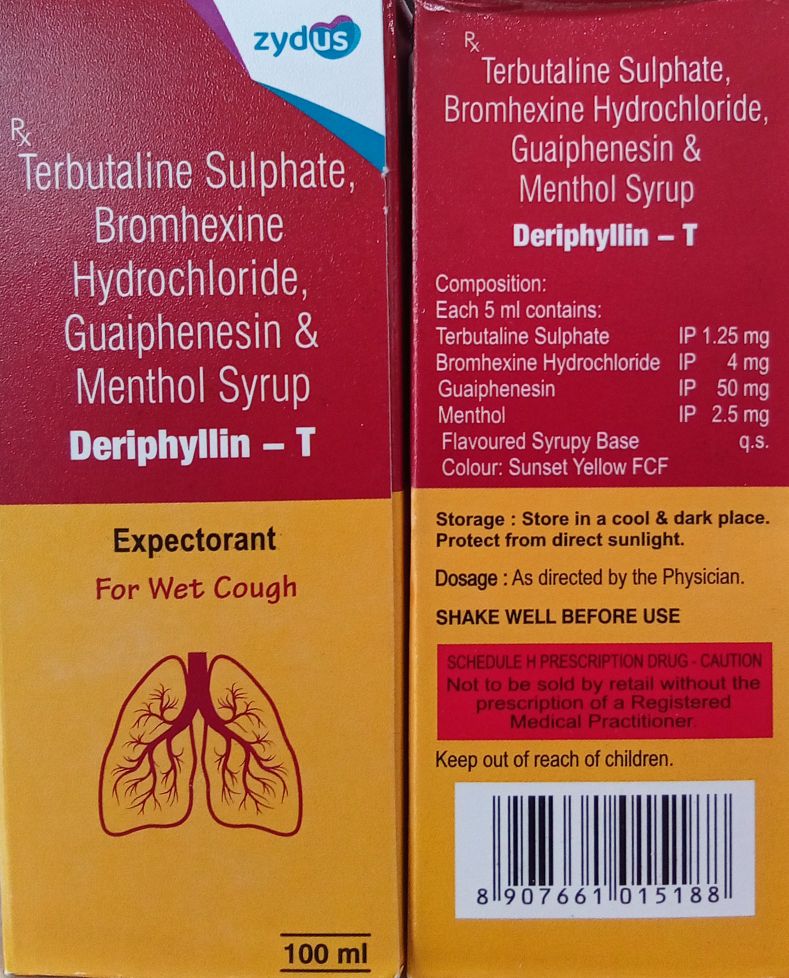 zydus
Rx
Terbutaline Sulphate,
Bromhexine
Hydrochloride,
Guaiphenesin &
Menthol Syrup
Deriphyllin – T
Expectorant
For Wet Cough
100 ml
Rx
Terbutaline Sulphate,
Bromhexine Hydrochloride,
Guaiphenesin &
Menthol Syrup
Deriphyllin – T
Composition:
Each 5 ml contains:
Terbutaline Sulphate IP 1.25 mg
Bromhexine Hydrochloride IP 4 mg
Guaiphenesin IP 50 mg
Menthol IP 2.5 mg
Flavoured Syrupy Base q.s.
Colour: Sunset Yellow FCF
Storage : Store in a cool & dark place.
Protect from direct sunlight.
Dosage : As directed by the Physician.
SHAKE WELL BEFORE USE
SCHEDULE H PRESCRIPTION DRUG - CAUTION
Not to be sold by retail without the
prescription of a Registered
Medical Practitioner.
Keep out of reach of children.
8 907661 015188